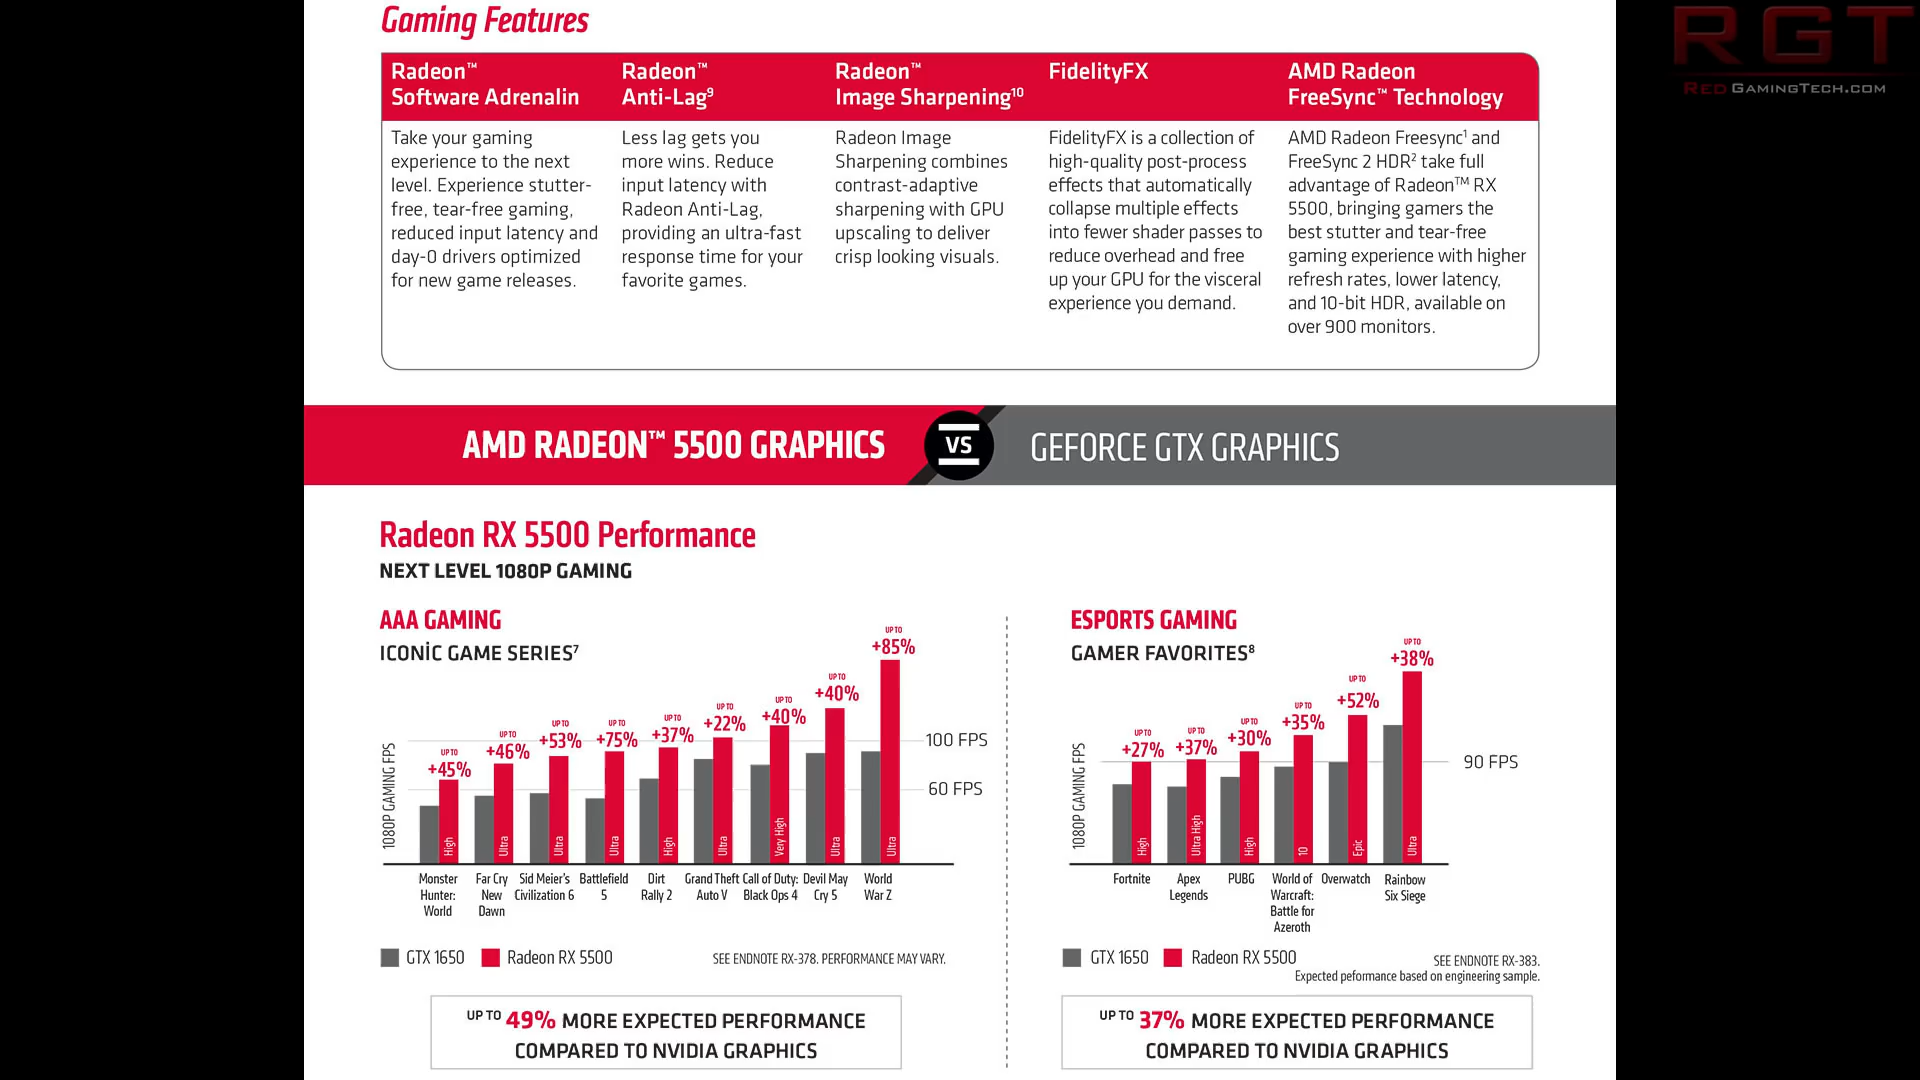 RGT
RED GAMINGTECH.COM
Gaming Features
Radeon™
Software Adrenalin
Take your gaming
experience to the next
level. Experience stutter-
free, tear-free gaming,
reduced input latency and
day-0 drivers optimized
for new game releases.
Radeon™
Anti-Lag⁹
Less lag gets you
more wins. Reduce
input latency with
Radeon Anti-Lag,
providing an ultra-fast
response time for your
favorite games.
Radeon™
Image Sharpening¹⁰
Radeon Image
Sharpening combines
contrast-adaptive
sharpening with GPU
upscaling to deliver
crisp looking visuals.
FidelityFX
FidelityFX is a collection of
high-quality post-process
effects that automatically
collapse multiple effects
into fewer shader passes to
reduce overhead and free
up your GPU for the visceral
experience you demand.
AMD Radeon
FreeSync™ Technology
AMD Radeon Freesync¹ and
FreeSync 2 HDR² take full
advantage of Radeon™ RX
5500, bringing gamers the
best stutter and tear-free
gaming experience with higher
refresh rates, lower latency,
and 10-bit HDR, available on
over 900 monitors.
AMD RADEON™ 5500 GRAPHICS VS GEFORCE GTX GRAPHICS
Radeon RX 5500 Performance
NEXT LEVEL 1080P GAMING
AAA GAMING
ICONİC GAME SERIES⁷
1080P GAMING FPS
UP TO
+45%
UP TO
+46%
UP TO
+53%
UP TO
+75%
UP TO
+37%
UP TO
+22%
UP TO
+40%
UP TO
+40%
UP TO
+85%
100 FPS
60 FPS
High
Ultra
Ultra
Ultra
High
Ultra
Very High
Ultra
Ultra
Monster
Hunter:
World
Far Cry
New
Dawn
Sid Meier's
Civilization 6
Battlefield
5
Dirt
Rally 2
Grand Theft
Auto V
Call of Duty:
Black Ops 4
Devil May
Cry 5
World
War Z
GTX 1650
Radeon RX 5500
SEE ENDNOTE RX-378. PERFORMANCE MAY VARY.
UP TO 49% MORE EXPECTED PERFORMANCE
COMPARED TO NVIDIA GRAPHICS
ESPORTS GAMING
GAMER FAVORITES⁸
1080P GAMING FPS
UP TO
+27%
UP TO
+37%
UP TO
+30%
UP TO
+35%
UP TO
+52%
UP TO
+38%
90 FPS
High
Ultra High
High
10
Epic
Ultra
Fortnite
Apex
Legends
PUBG
World of
Warcraft:
Battle for
Azeroth
Overwatch
Rainbow
Six Siege
GTX 1650
Radeon RX 5500
SEE ENDNOTE RX-383.
Expected peformance based on engineering sample.
UP TO 37% MORE EXPECTED PERFORMANCE
COMPARED TO NVIDIA GRAPHICS